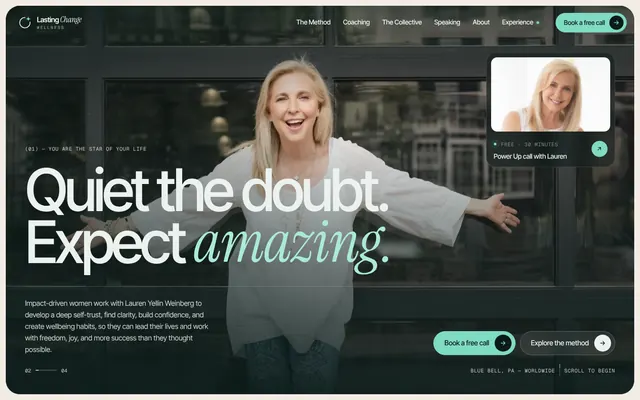 Lasting Change
WELLNESS
The Method
Coaching
The Collective
Speaking
About
Experience
Book a free call
FREE · 30 MINUTES
Power Up call with Lauren
(01) — YOU ARE THE STAR OF YOUR LIFE
Quiet the doubt.
Expect amazing.
Impact-driven women work with Lauren Yellin Weinberg to
develop a deep self-trust, find clarity, build confidence, and
create wellbeing habits, so they can lead their lives and work
with freedom, joy, and more success than they thought
possible.
Book a free call
Explore the method
02 04
BLUE BELL, PA — WORLDWIDE
SCROLL TO BEGIN